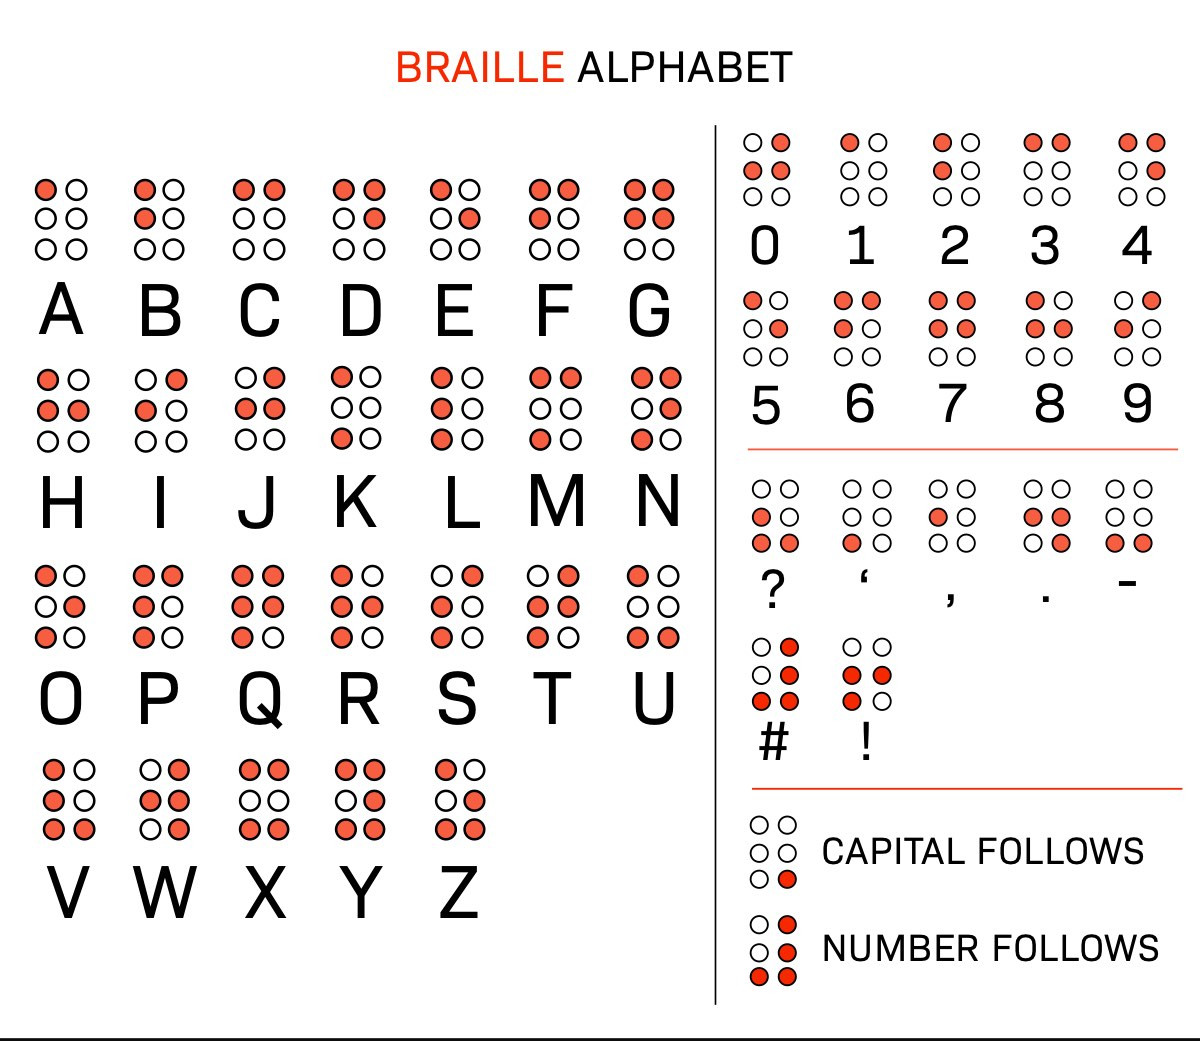 BRAILLE ALPHABET
A B C D E F G
H I J K L M N
O P Q R S T U
V W X Y Z
0 1 2 3 4
5 6 7 8 9
? ‘ , . -
# !
CAPITAL FOLLOWS
NUMBER FOLLOWS